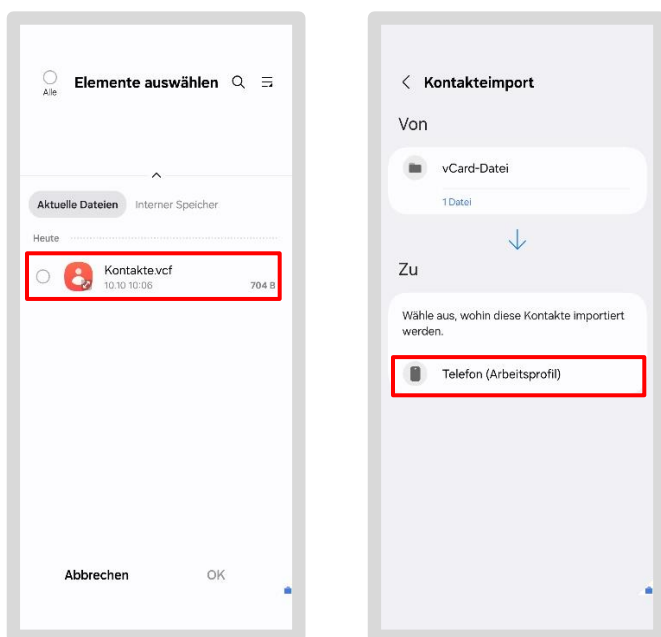 Alle
Elemente auswählen
Aktuelle Dateien
Interner Speicher
Heute
Kontakte.vcf
10.10 10:06
704 B
Abbrechen
OK
Kontakteimport
Von
vCard-Datei
1 Datei
Zu
Wähle aus, wohin diese Kontakte importiert
werden.
Telefon (Arbeitsprofil)